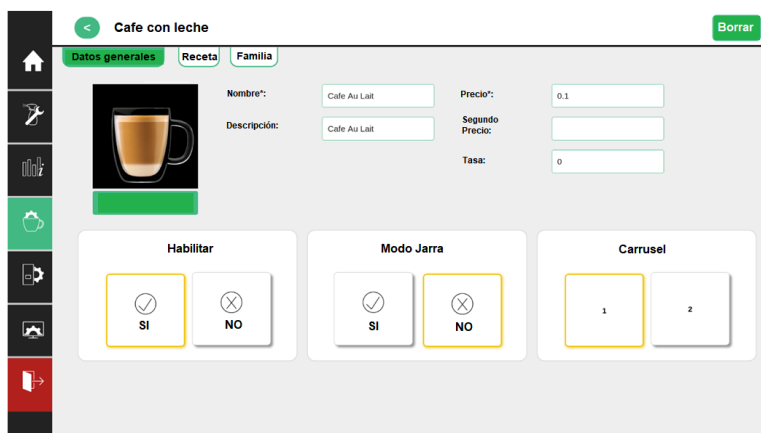 < Cafe con leche Borrar
Datos generales Receta Familia
Nombre*: Cafe Au Lait Precio*: 0.1
Descripción: Cafe Au Lait Segundo
Precio:
Tasa: 0
Habilitar Modo Jarra Carrusel
SI NO SI NO 1 2